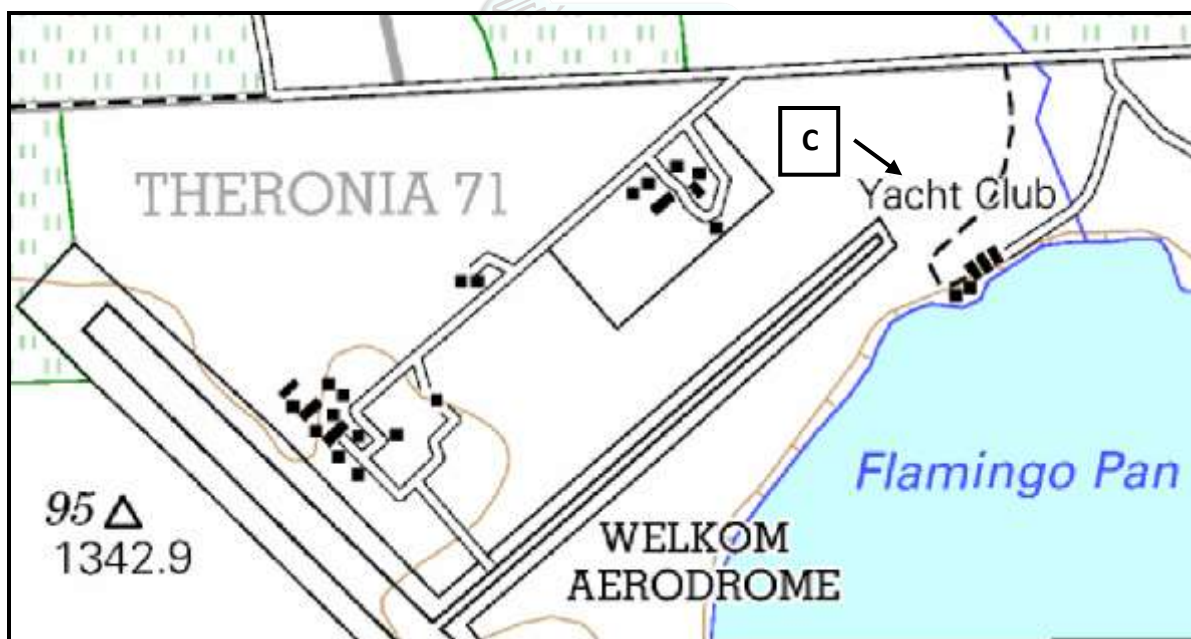 C
THERONIA 71
Yacht Club
Flamingo Pan
95
1342.9
WELKOM
AERODROME